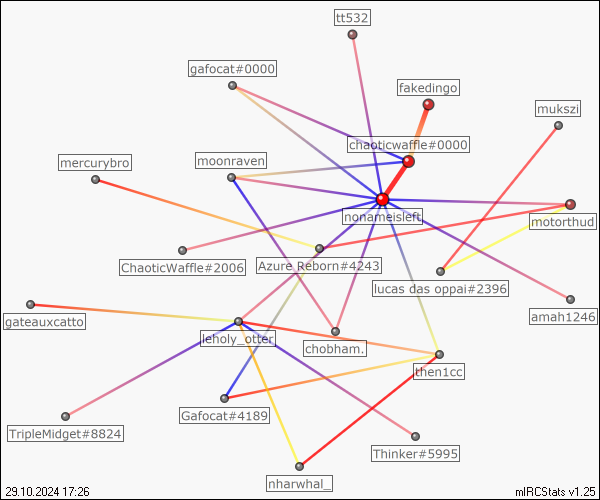 tt532
gafocat#0000
fakedingo
mukszi
chaoticwaffle#0000
mercurybro
moonraven
nonameisleft
motorthud
ChaoticWaffle#2006
Azure Reborn#4243
lucas das oppai#2396
gateauxcatto
amah1246
leholy_otter
chobham.
then1cc
Gafocat#4189
TripleMidget#8824
Thinker#5995
nharwhal_
29.10.2024 17:26
mIRCStats v1.25